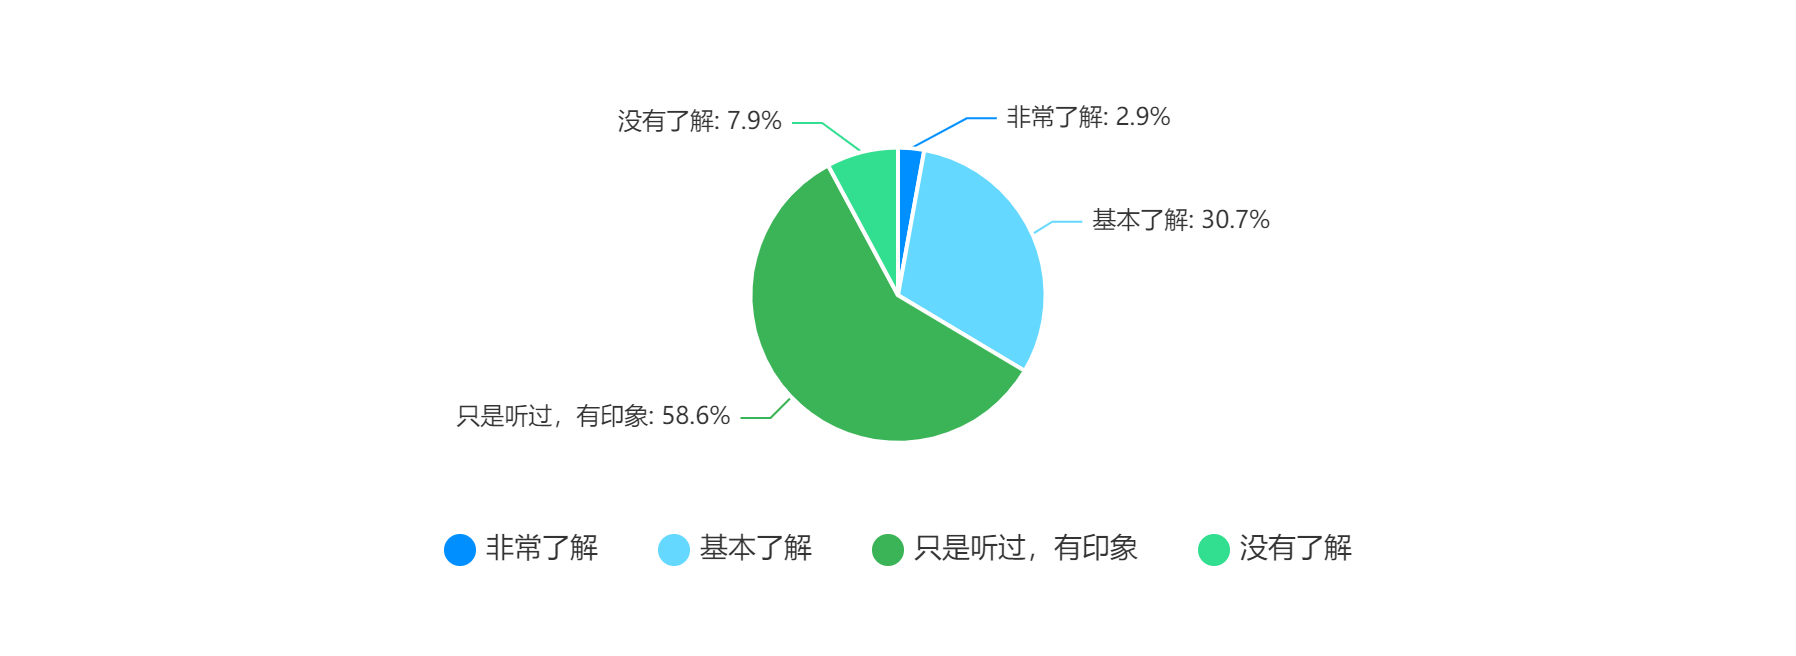 非常了解: 2.9%
没有了解: 7.9%
基本了解: 30.7%
只是听过，有印象: 58.6%
非常了解 基本了解 只是听过，有印象 没有了解